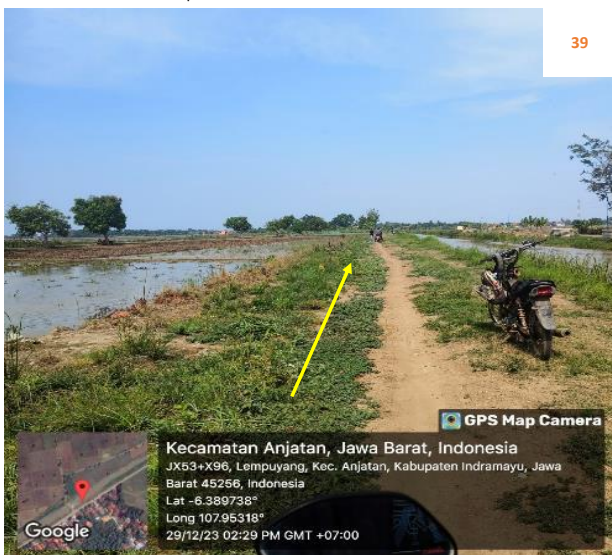 39
GPS Map Camera
Kecamatan Anjatan, Jawa Barat, Indonesia
JX53+X96, Lempuyang, Kec. Anjatan, Kabupaten Indramayu, Jawa
Barat 45256, Indonesia
Lat -6.389738°
Long 107.95318°
29/12/23 02:29 PM GMT +07:00
Google